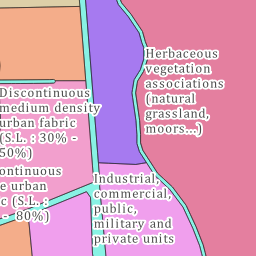 Herbaceous
vegetation
associations
(natural
grassland,
moors...)
Discontinuous
medium density
urban fabric
(S.L. : 30% -
50%)
ontinuous
e urban
c (S.L. :
- 80%)
Industrial,
commercial,
public,
military and
private units